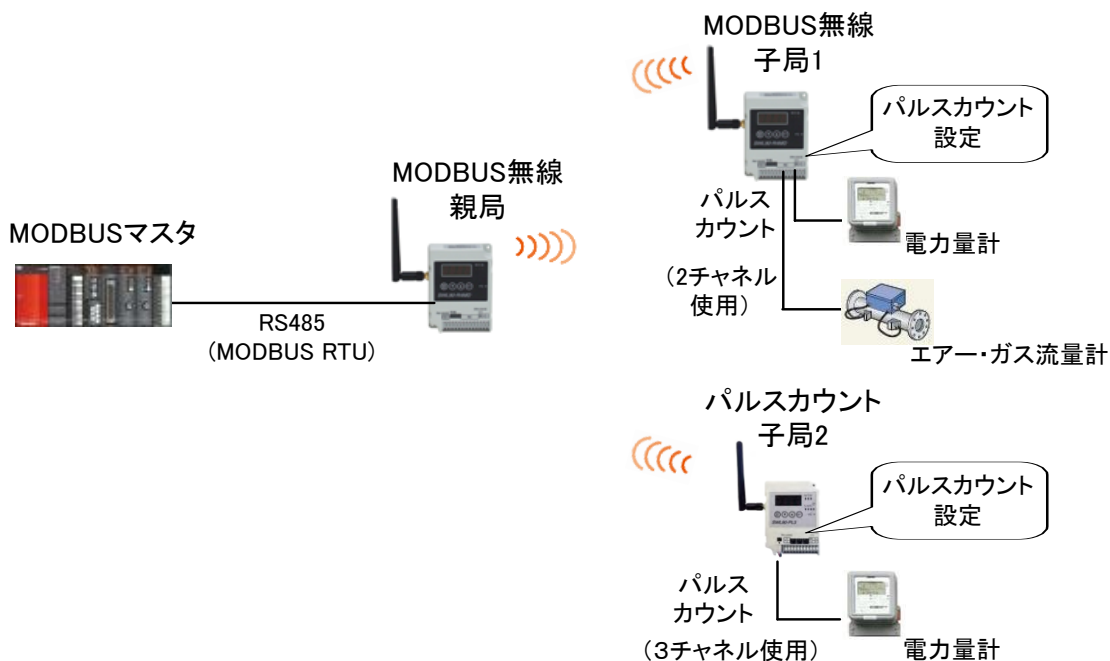 MODBUSマスタ
RS485
（MODBUS RTU）
MODBUS無線
親局
MODBUS無線
子局1
パルスカウント
設定
パルス
カウント
（2チャネル
使用）
電力量計
エアー・ガス流量計
パルスカウント
子局2
パルスカウント
設定
パルス
カウント
（3チャネル使用）
電力量計